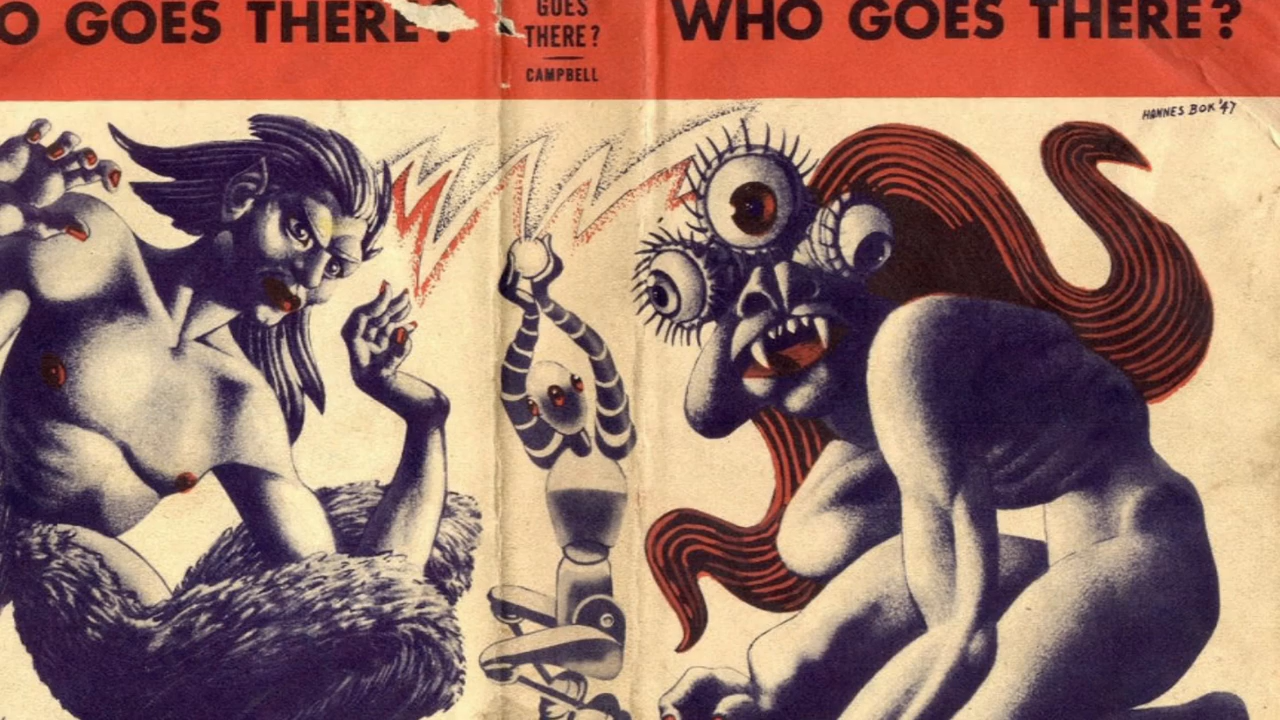 O GOES THERE?
GOES
THERE?
CAMPBELL
WHO GOES THERE?
HANNES BOK '47